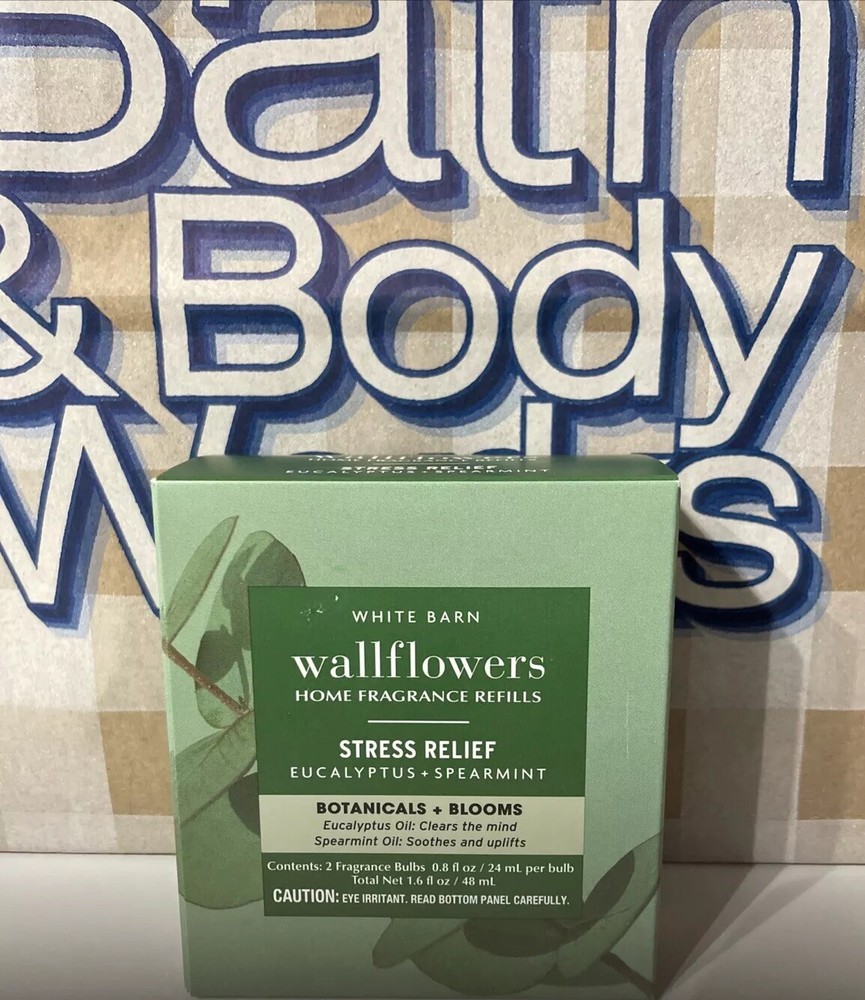 Bath
& Body
Works
STRESS RELIEF
EUCALYPTUS + SPEARMINT
WHITE BARN
wallflowers
HOME FRAGRANCE REFILLS
STRESS RELIEF
EUCALYPTUS + SPEARMINT
BOTANICALS + BLOOMS
Eucalyptus Oil: Clears the mind
Spearmint Oil: Soothes and uplifts
Contents: 2 Fragrance Bulbs 0.8 fl oz / 24 mL per bulb
Total Net 1.6 fl oz / 48 mL
CAUTION: EYE IRRITANT. READ BOTTOM PANEL CAREFULLY.